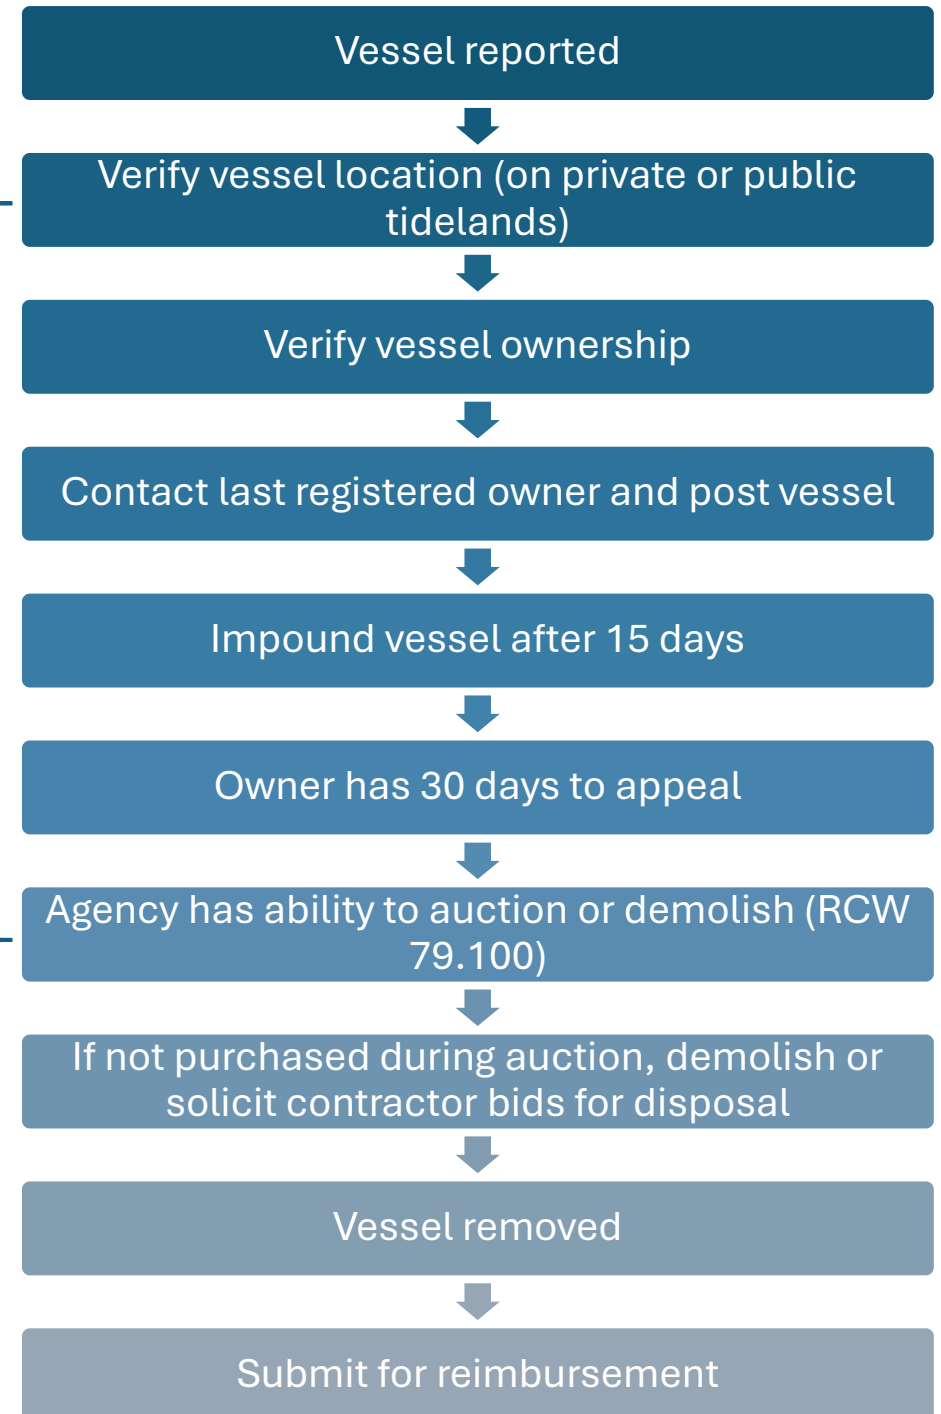 Vessel reported
Verify vessel location (on private or public
tidelands)
Verify vessel ownership
Contact last registered owner and post vessel
Impound vessel after 15 days
Owner has 30 days to appeal
Agency has ability to auction or demolish (RCW
79.100)
If not purchased during auction, demolish or
solicit contractor bids for disposal
Vessel removed
Submit for reimbursement